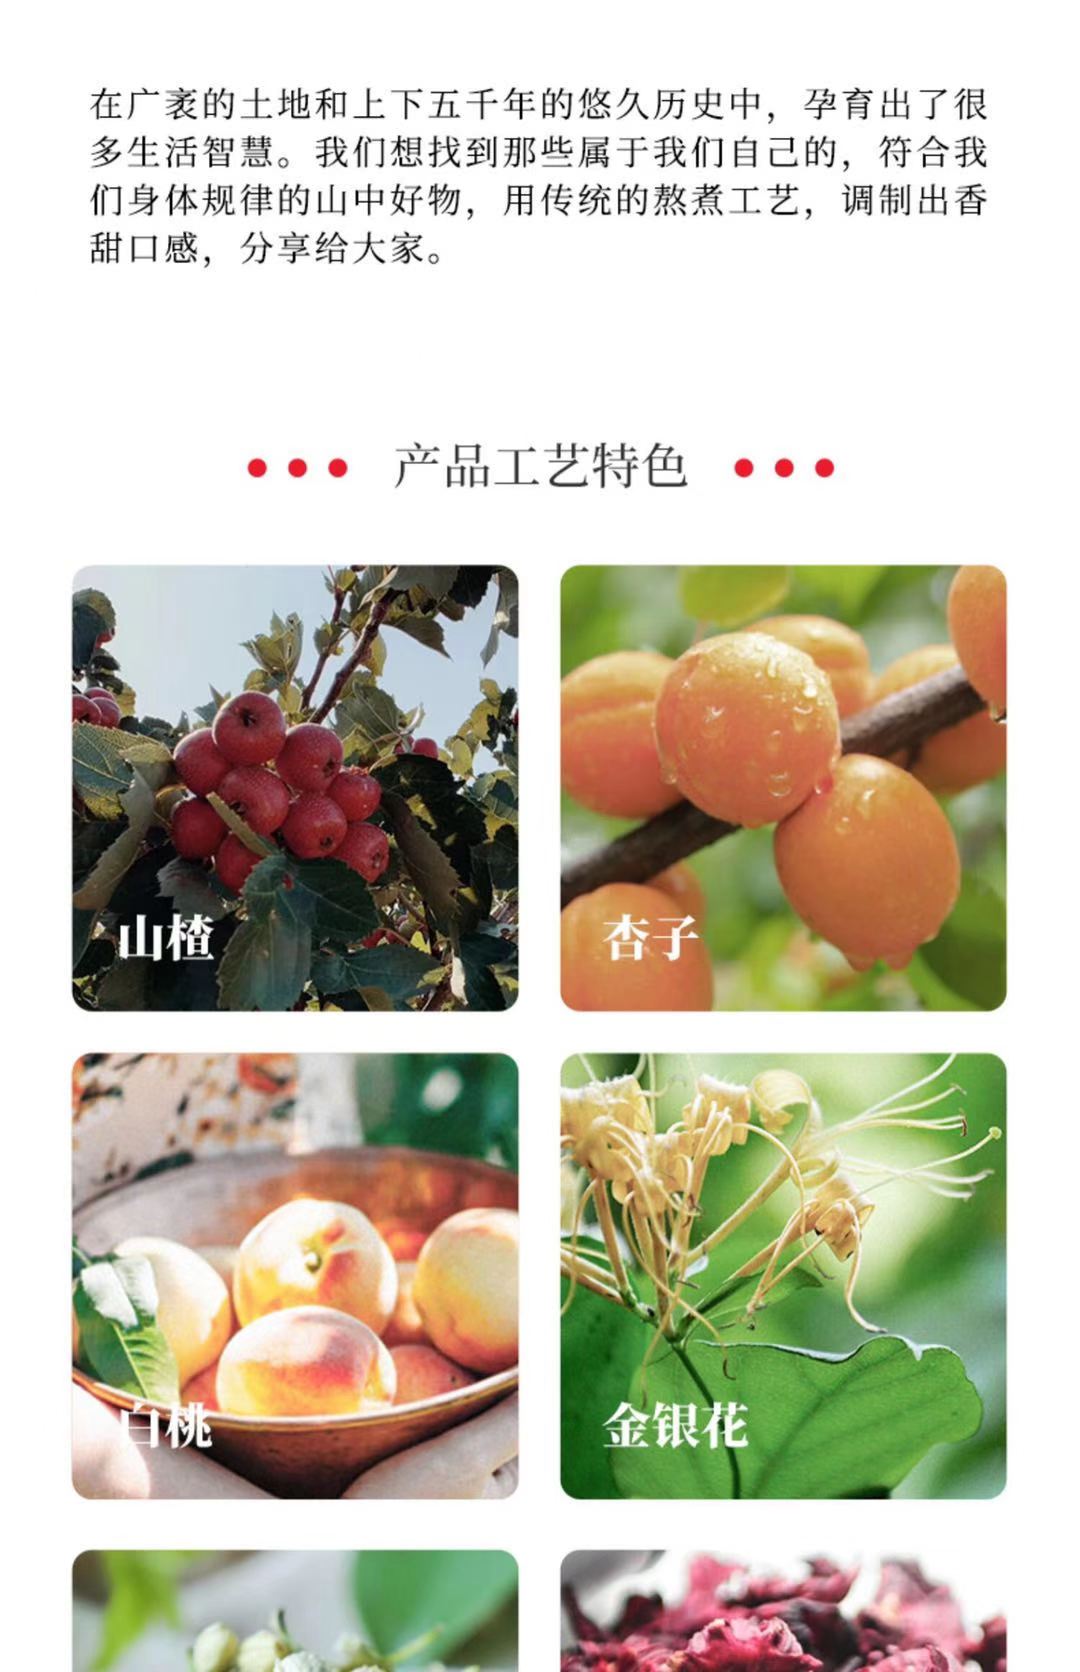 在广袤的土地和上下五千年的悠久历史中，孕育出了很
多生活智慧。我们想找到那些属于我们自己的，符合我
们身体规律的山中好物，用传统的熬煮工艺，调制出香
甜口感，分享给大家。
产品工艺特色
山楂
杏子
白桃
金银花